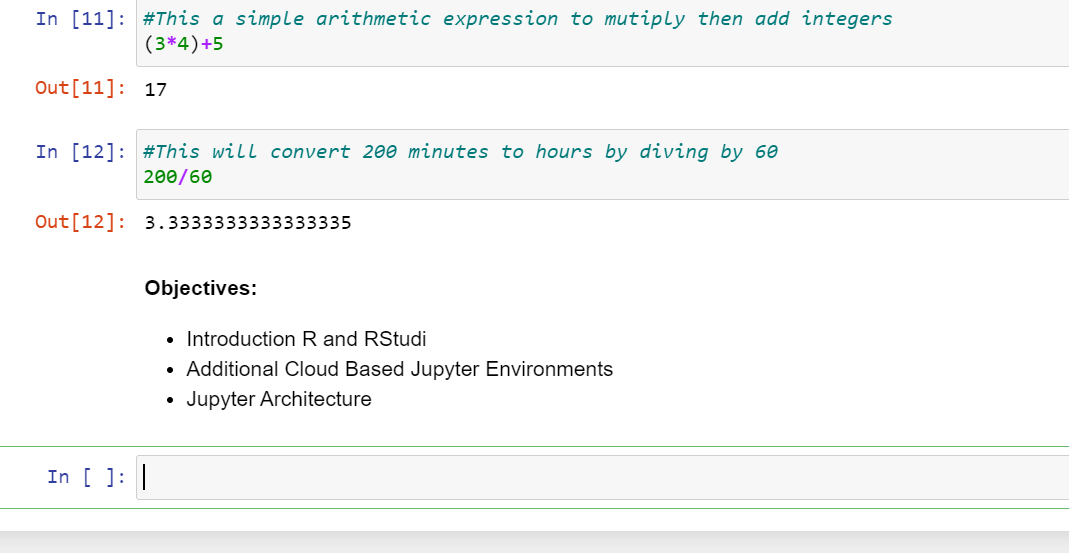 In [11]: #This a simple arithmetic expression to mutiply then add integers
(3*4)+5
Out[11]: 17
In [12]: #This will convert 200 minutes to hours by diving by 60
200/60
Out[12]: 3.3333333333333335
Objectives:
• Introduction R and RStudi
• Additional Cloud Based Jupyter Environments
• Jupyter Architecture
In [ ]: